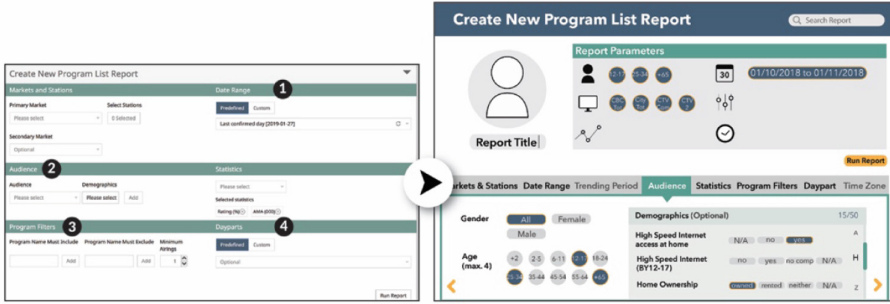 Create New Program List Report
Markets and Stations
Date Range
1
Primary Market
Select Stations
Predefined
Custom
Please select
0 Selected
Last confirmed day [2019-01-27]
Secondary Market
Optional
Audience
2
Statistics
Audience
Demographics
Please select
Please select
Please select
Add
Selected statistics
Rating (%)
AMA (000)
Program Filters
3
Dayparts
4
Program Name Must Include
Program Name Must Exclude
Minimum Airings
Predefined
Custom
Add
Add
1
Optional
Run Report
Create New Program List Report
Search Report
Report Parameters
12-17
25-34
+65
30
01/10/2018 to 01/11/2018
CBC
City
CTV
CTV
Report Title
Run Report
rkets & Stations
Date Range
Trending Period
Audience
Statistics
Program Filters
Daypart
Time Zone
Gender
All
Female
Male
Demographics (Optional)
15/50
High Speed Internet access at home
N/A
no
yes
A
Age (max. 4)
+2
2-5
6-11
12-17
18-24
High Speed Internet (BY12-17)
no
yes
no comp
N/A
H
25-34
35-44
45-54
55-64
+65
Home Ownership
owned
rented
neither
N/A
Z